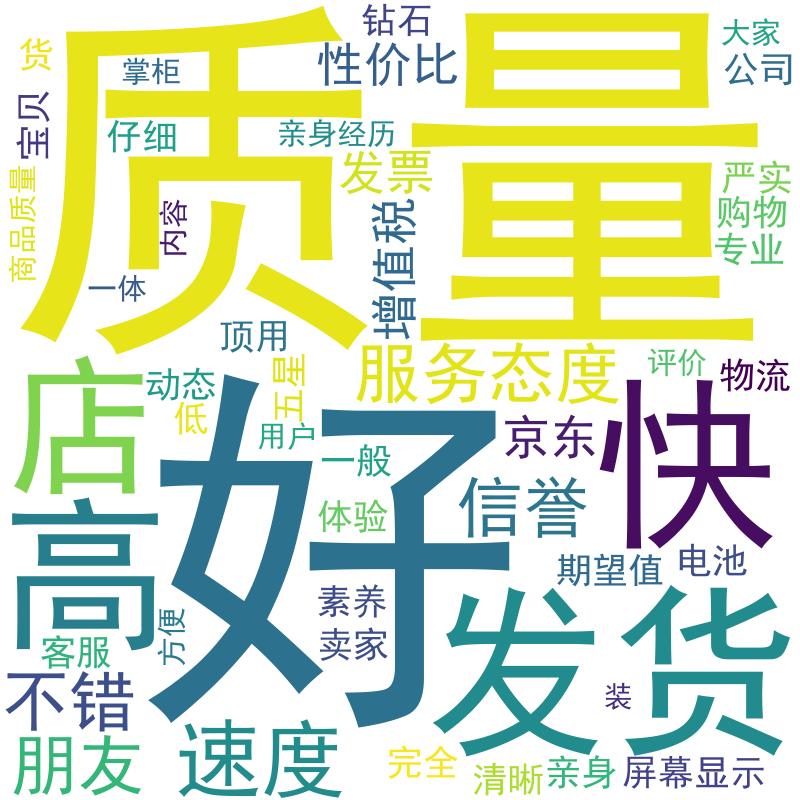 质量
钻石
大家
货
掌柜
性价比
公司
宝贝
仔细
亲身经历
发票
严实
商品质量
内容
增值税
购物
专业
一体
顶用
服务态度
评价
物流
店
动态
五星
低
好
用户
一般
京东
快
高
体验
信誉
期望值
电池
素养
发货
方便
客服
卖家
不错
装
朋友
速度
完全
清晰
亲身
屏幕显示